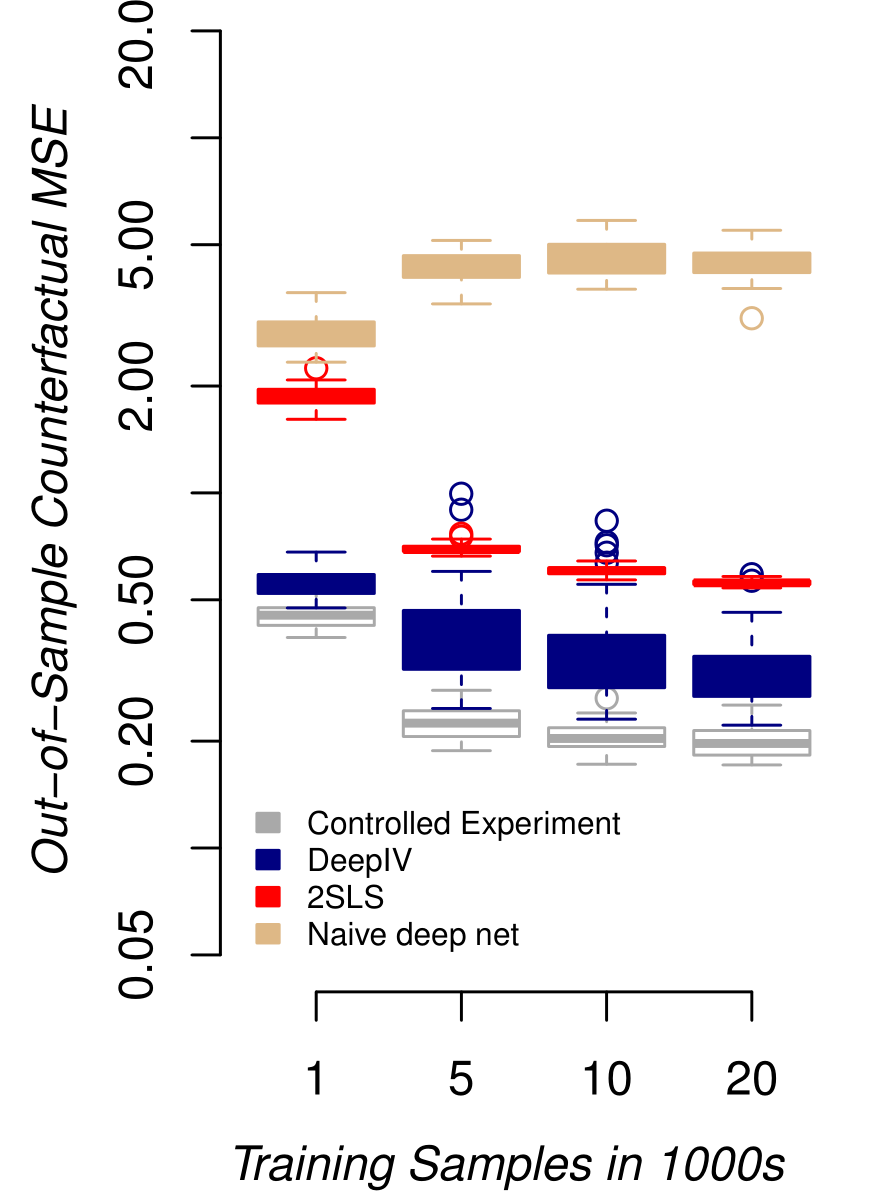 Out−of−Sample Counterfactual MSE
20.0
5.00
2.00
0.50
0.20
0.05
Controlled Experiment
DeepIV
2SLS
Naive deep net
1 5 10 20
Training Samples in 1000s